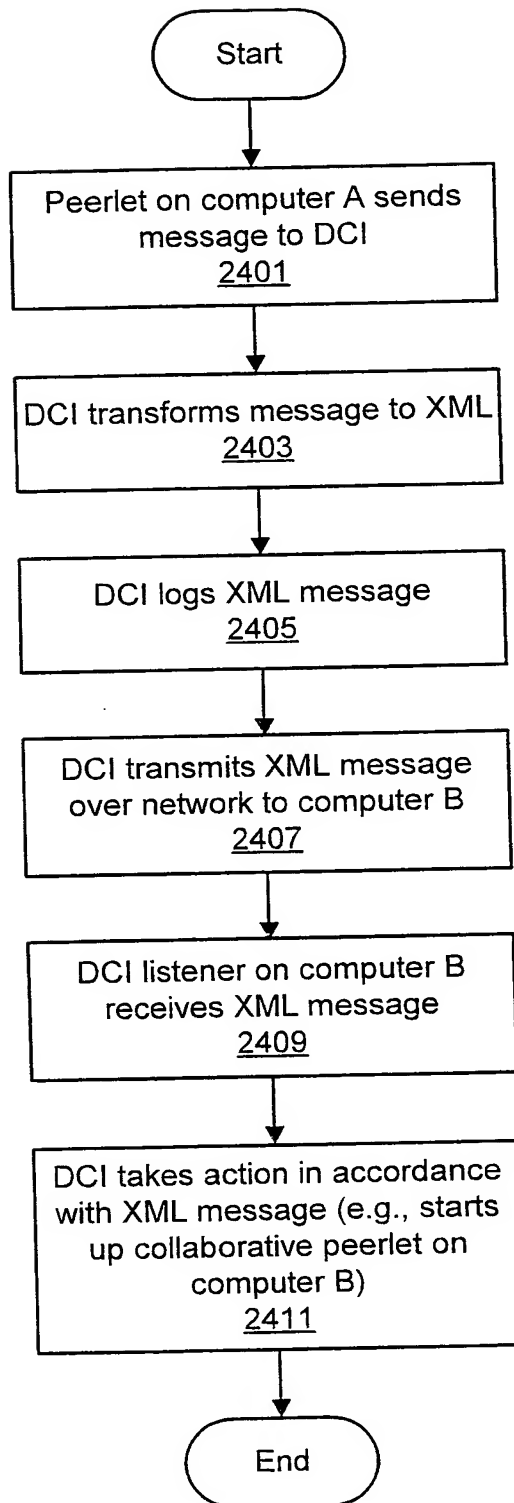 Start
Peerlet on computer A sends
message to DCI
2401
DCI transforms message to XML
2403
DCI logs XML message
2405
DCI transmits XML message
over network to computer B
2407
DCI listener on computer B
receives XML message
2409
DCI takes action in accordance
with XML message (e.g., starts
up collaborative peerlet on
computer B)
2411
End